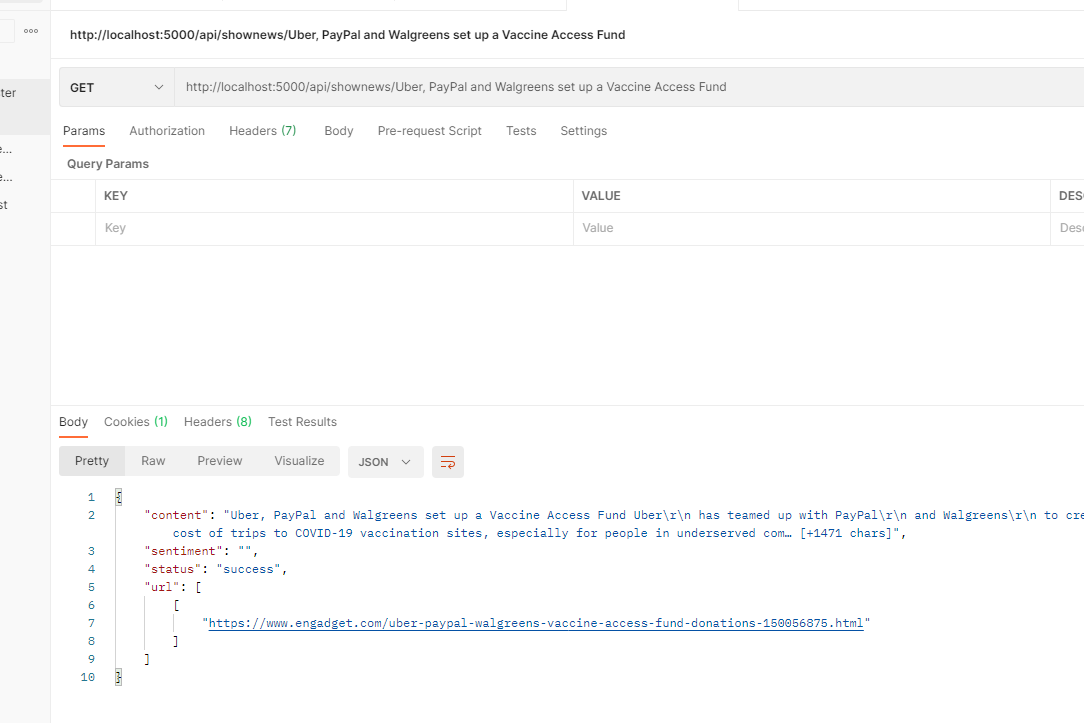 ooo
http://localhost:5000/api/shownews/Uber, PayPal and Walgreens set up a Vaccine Access Fund
GET http://localhost:5000/api/shownews/Uber, PayPal and Walgreens set up a Vaccine Access Fund
ter
Params Authorization Headers (7) Body Pre-request Script Tests Settings
e...
Query Params
e...
KEY VALUE DESC
st
Key Value Desc
Body Cookies (1) Headers (8) Test Results
Pretty Raw Preview Visualize JSON
1 {
2 "content": "Uber, PayPal and Walgreens set up a Vaccine Access Fund Uber\r\n has teamed up with PayPal\r\n and Walgreens\r\n to cre
cost of trips to COVID-19 vaccination sites, especially for people in underserved com… [+1471 chars]",
3 "sentiment": "",
4 "status": "success",
5 "url": [
6 [
7 "https://www.engadget.com/uber-paypal-walgreens-vaccine-access-fund-donations-150056875.html"
8 ]
9 ]
10 }